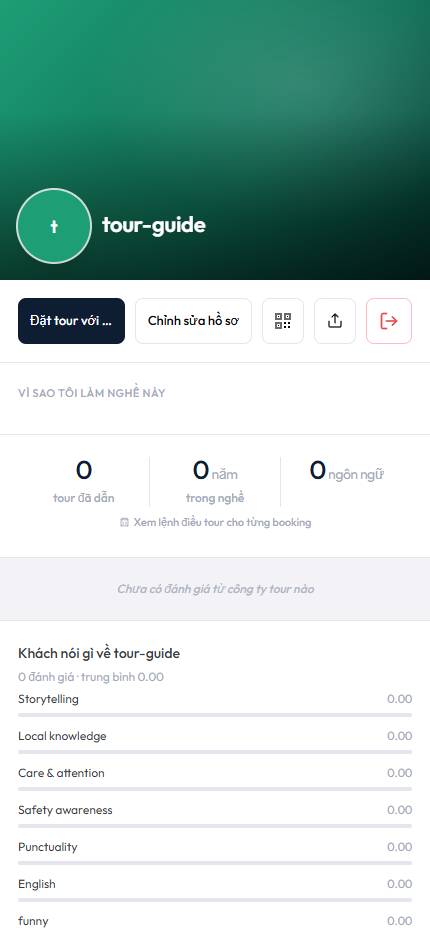 t
tour-guide
Đặt tour với ...
Chỉnh sửa hồ sơ
VÌ SAO TÔI LÀM NGHỀ NÀY
0
0 năm
0 ngôn ngữ
tour đã dẫn
trong nghề
Xem lệnh điều tour cho từng booking
Chưa có đánh giá từ công ty tour nào
Khách nói gì về tour-guide
0 đánh giá · trung bình 0.00
Storytelling 0.00
Local knowledge 0.00
Care & attention 0.00
Safety awareness 0.00
Punctuality 0.00
English 0.00
funny 0.00